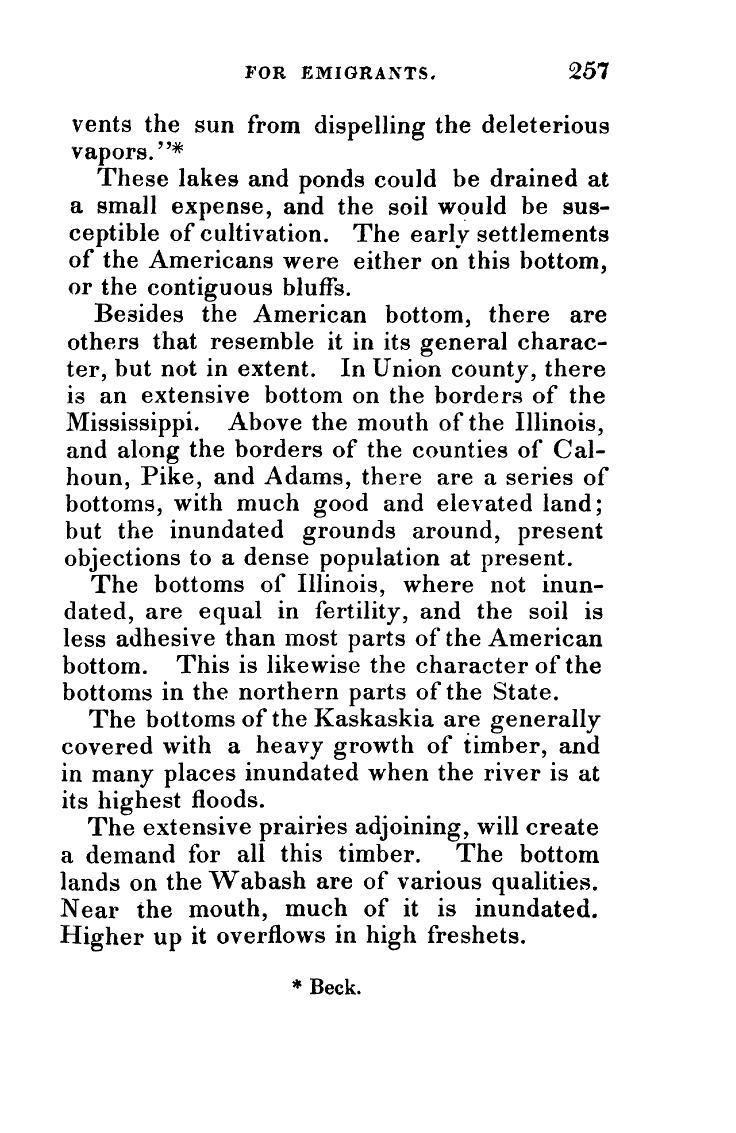 FOR EMIGRANTS. 257
vents the sun from dispelling the deleterious
vapors."*
These lakes and ponds could be drained at
a small expense, and the soil would be sus-
ceptible of cultivation. The early settlements
of the Americans were either on this bottom,
or the contiguous bluffs.
Besides the American bottom, there are
others that resemble it in its general charac-
ter, but not in extent. In Union county, there
is an extensive bottom on the borders of the
Mississippi. Above the mouth of the Illinois,
and along the borders of the counties of Cal-
houn, Pike, and Adams, there are a series of
bottoms, with much good and elevated land;
but the inundated grounds around, present
objections to a dense population at present.
The bottoms of Illinois, where not inun-
dated, are equal in fertility, and the soil is
less adhesive than most parts of the American
bottom. This is likewise the character of the
bottoms in the northern parts of the State.
The bottoms of the Kaskaskia are generally
covered with a heavy growth of timber, and
in many places inundated when the river is at
its highest floods.
The extensive prairies adjoining, will create
a demand for all this timber. The bottom
lands on the Wabash are of various qualities.
Near the mouth, much of it is inundated.
Higher up it overflows in high freshets.
* Beck.